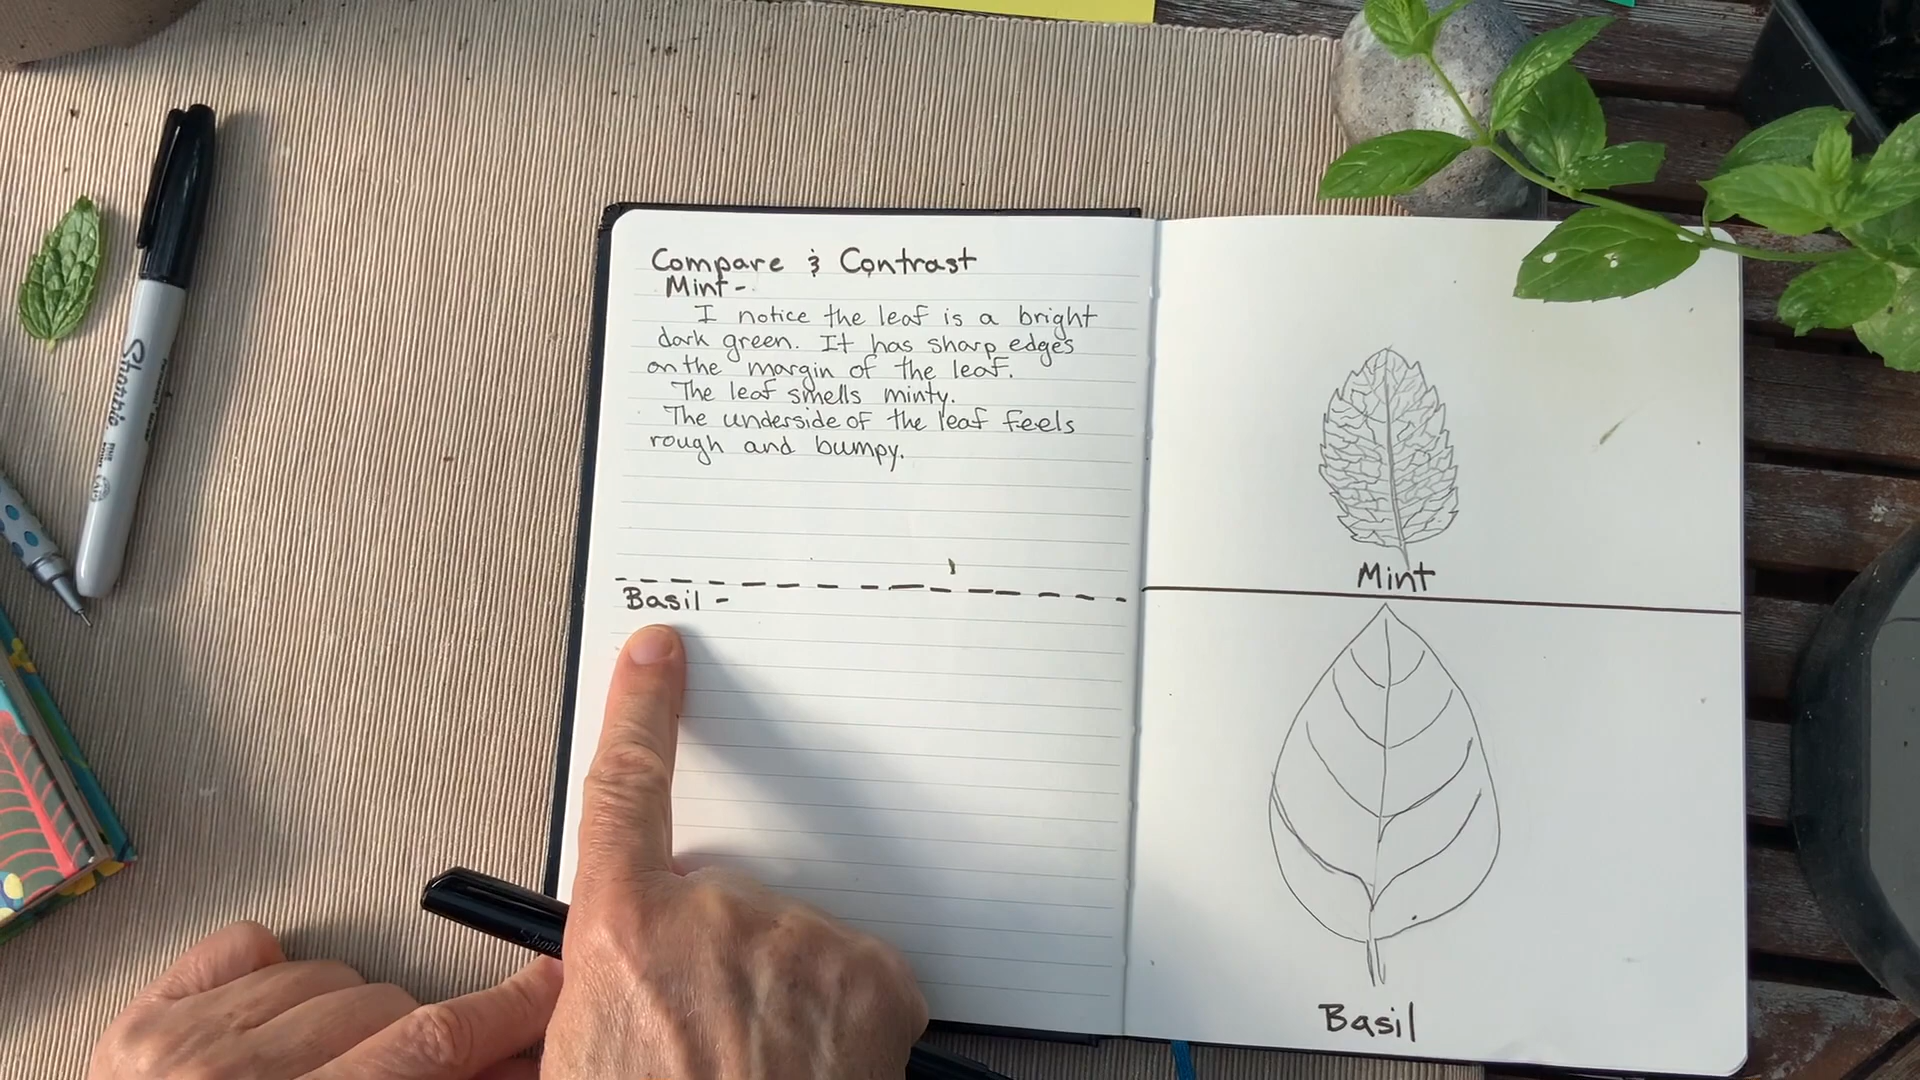 Compare & Contrast
Mint -
I notice the leaf is a bright
dark green. It has sharp edges
on the margin of the leaf.
The leaf smells minty.
The underside of the leaf feels
rough and bumpy.
Basil -
Mint
Basil
Sharpie